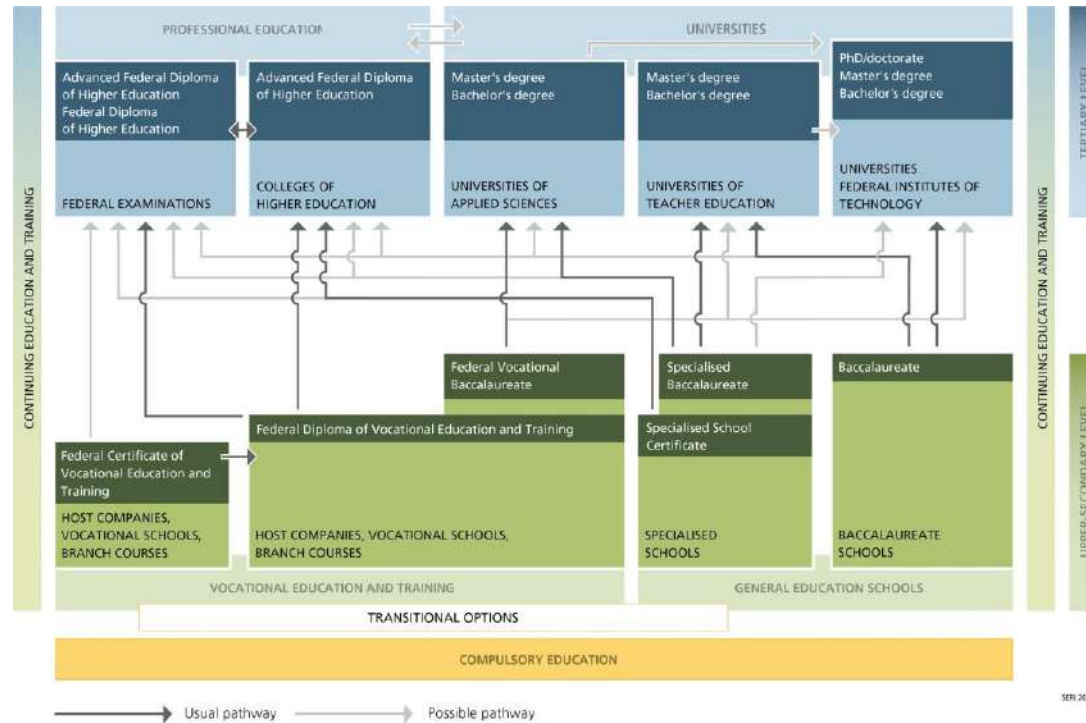 PROFESSIONAL EDUCATION
UNIVERSITIES
Advanced Federal Diploma
of Higher Education
Federal Diploma
of Higher Education
FEDERAL EXAMINATIONS
Advanced Federal Diploma
of Higher Education
COLLEGES OF
HIGHER EDUCATION
Master's degree
Bachelor's degree
UNIVERSITIES OF
APPLIED SCIENCES
Master's degree
Bachelor's degree
UNIVERSITIES OF
TEACHER EDUCATION
PhD/doctorate
Master's degree
Bachelor's degree
UNIVERSITIES
FEDERAL INSTITUTES OF
TECHNOLOGY
CONTINUING EDUCATION AND TRAINING
CONTINUING EDUCATION AND TRAINING
TERTIARY LEVEL
UPPER-SECONDARY LEVEL
Federal Vocational
Baccalaureate
Specialised
Baccalaureate
Baccalaureate
Federal Diploma of Vocational Education and Training
Specialised School
Certificate
Federal Certificate of
Vocational Education and
Training
HOST COMPANIES,
VOCATIONAL SCHOOLS,
BRANCH COURSES
HOST COMPANIES, VOCATIONAL SCHOOLS,
BRANCH COURSES
SPECIALISED
SCHOOLS
BACCALAUREATE
SCHOOLS
VOCATIONAL EDUCATION AND TRAINING
GENERAL EDUCATION SCHOOLS
TRANSITIONAL OPTIONS
COMPULSORY EDUCATION
Usual pathway
Possible pathway
SERI 20